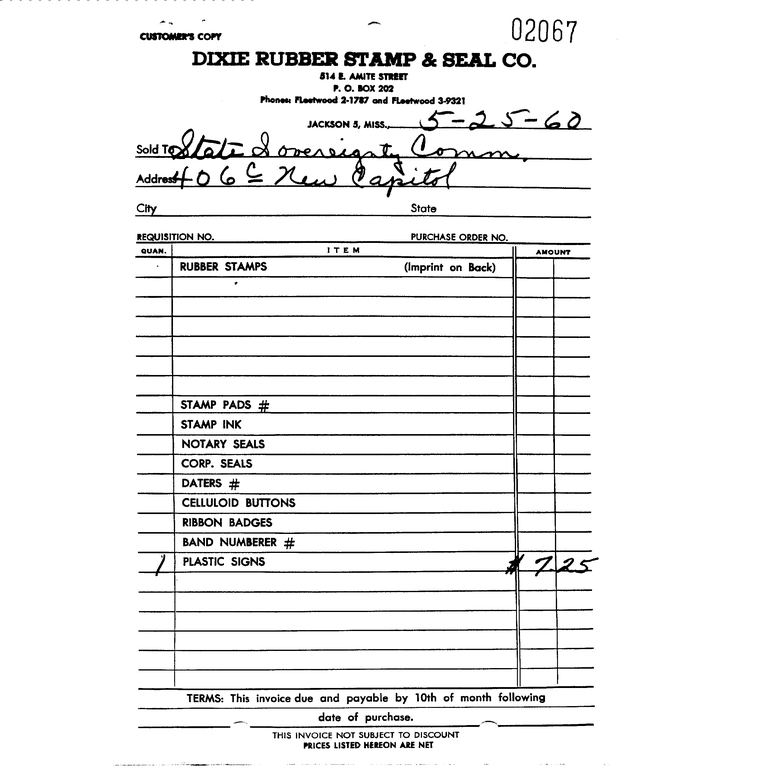 CUSTOMER'S COPY
02067
DIXIE RUBBER STAMP & SEAL CO.
514 E. AMITE STREET
P. O. BOX 202
Phones: FLeetwood 2-1787 and FLeetwood 3-9321
JACKSON 5, MISS., 5-25-60
Sold To State Sovereignty Comm.
Address 406 C New Capitol
City State
REQUISITION NO. PURCHASE ORDER NO.
QUAN. ITEM AMOUNT
RUBBER STAMPS (Imprint on Back)
STAMP PADS #
STAMP INK
NOTARY SEALS
CORP. SEALS
DATERS #
CELLULOID BUTTONS
RIBBON BADGES
BAND NUMBERER #
1 PLASTIC SIGNS $ 7.25
TERMS: This invoice due and payable by 10th of month following
date of purchase.
THIS INVOICE NOT SUBJECT TO DISCOUNT
PRICES LISTED HEREON ARE NET